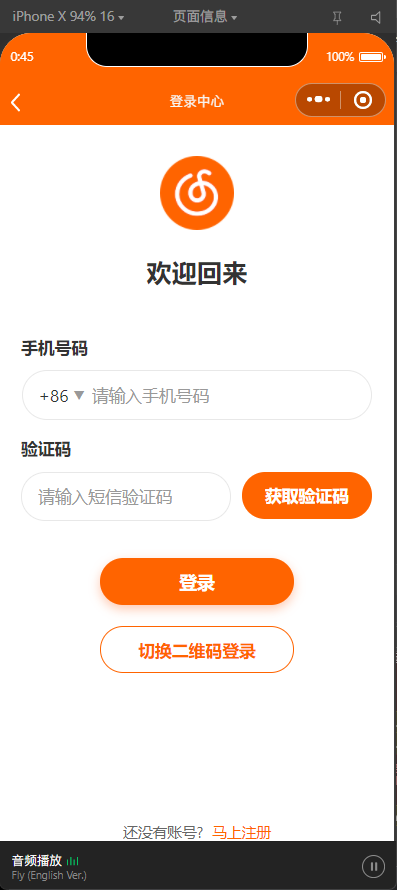 iPhone X 94% 16
页面信息
0:45
100%
登录中心
欢迎回来
手机号码
+86 请输入手机号码
验证码
请输入短信验证码
获取验证码
登录
切换二维码登录
还没有账号? 马上注册
音频播放
Fly (English Ver.)